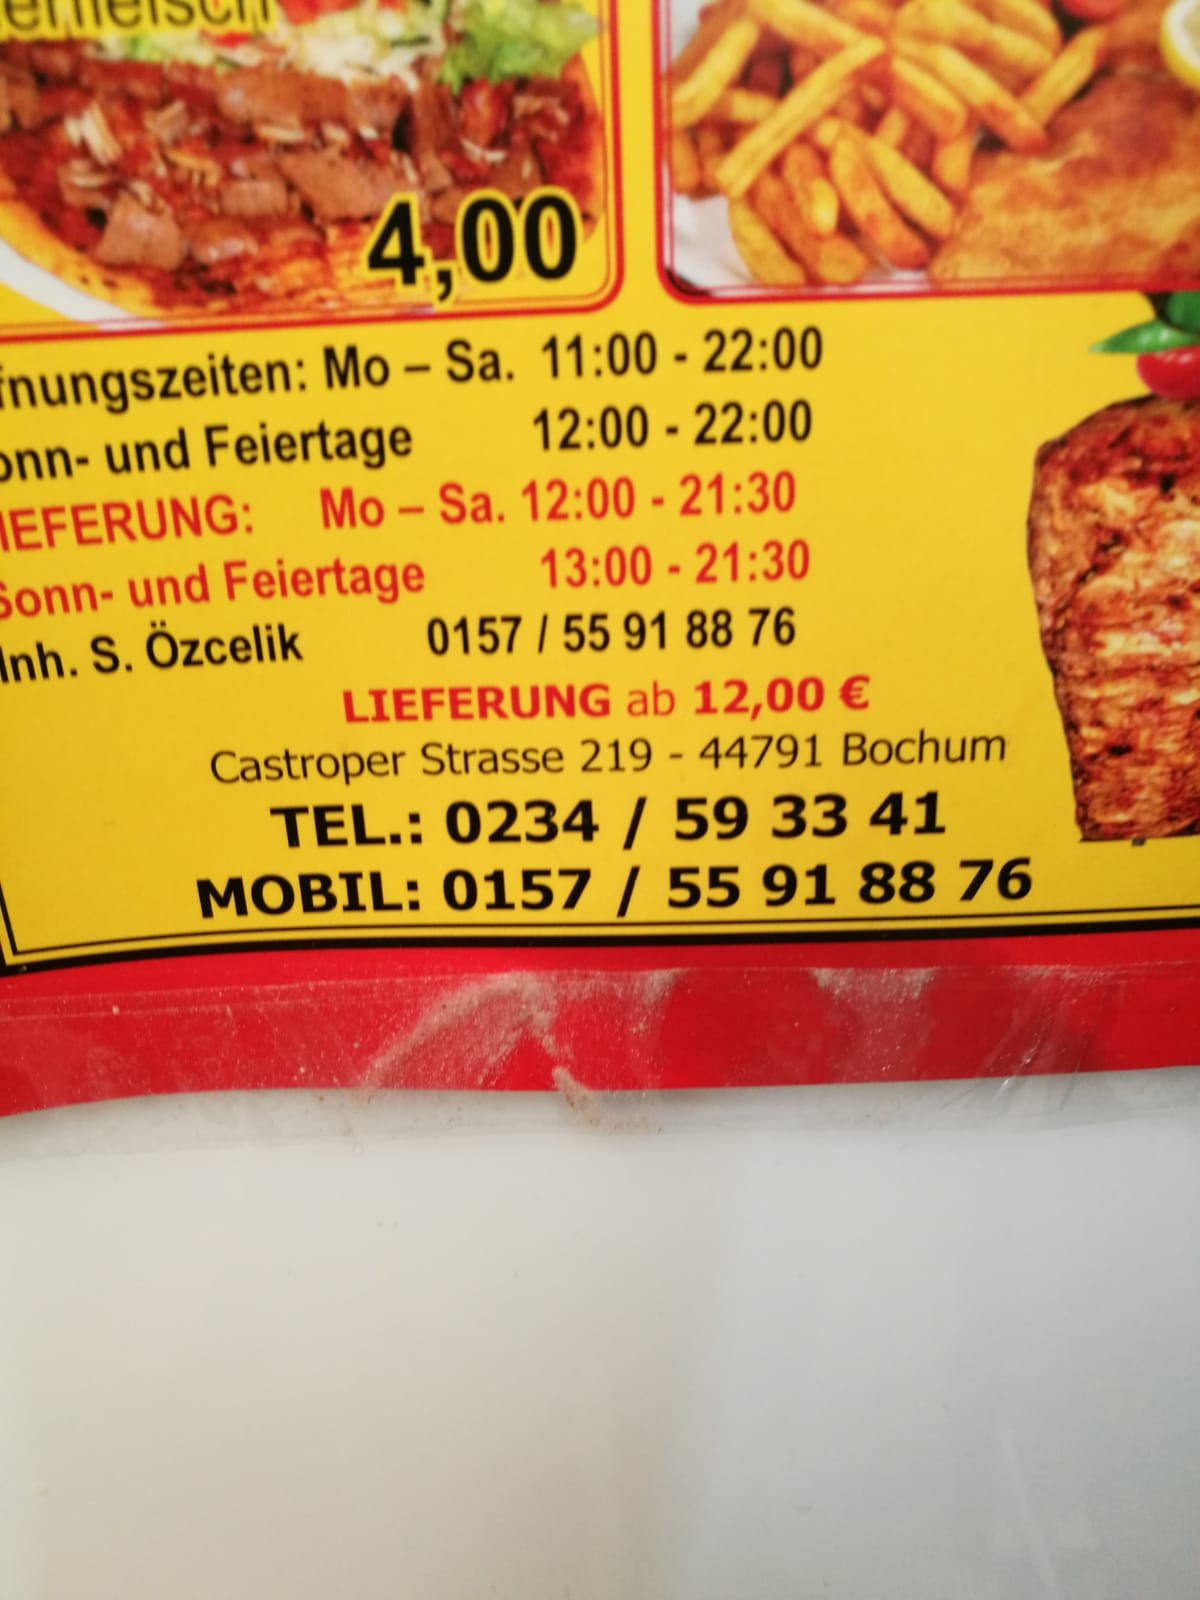 4,00
fnungszeiten: Mo – Sa. 11:00 - 22:00
onn- und Feiertage 12:00 - 22:00
IEFERUNG: Mo – Sa. 12:00 - 21:30
Sonn- und Feiertage 13:00 - 21:30
Inh. S. Özcelik 0157 / 55 91 88 76
LIEFERUNG ab 12,00 €
Castroper Strasse 219 - 44791 Bochum
TEL.: 0234 / 59 33 41
MOBIL: 0157 / 55 91 88 76